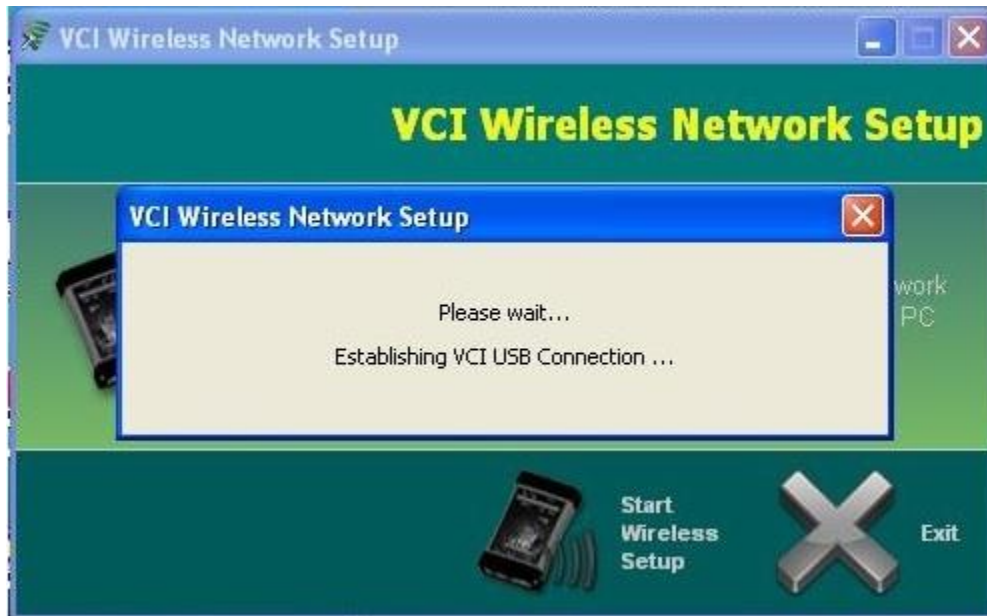 VCI Wireless Network Setup
VCI Wireless Network Setup
VCI Wireless Network Setup
Please wait...
Establishing VCI USB Connection ...
work
PC
Start
Wireless
Setup
Exit